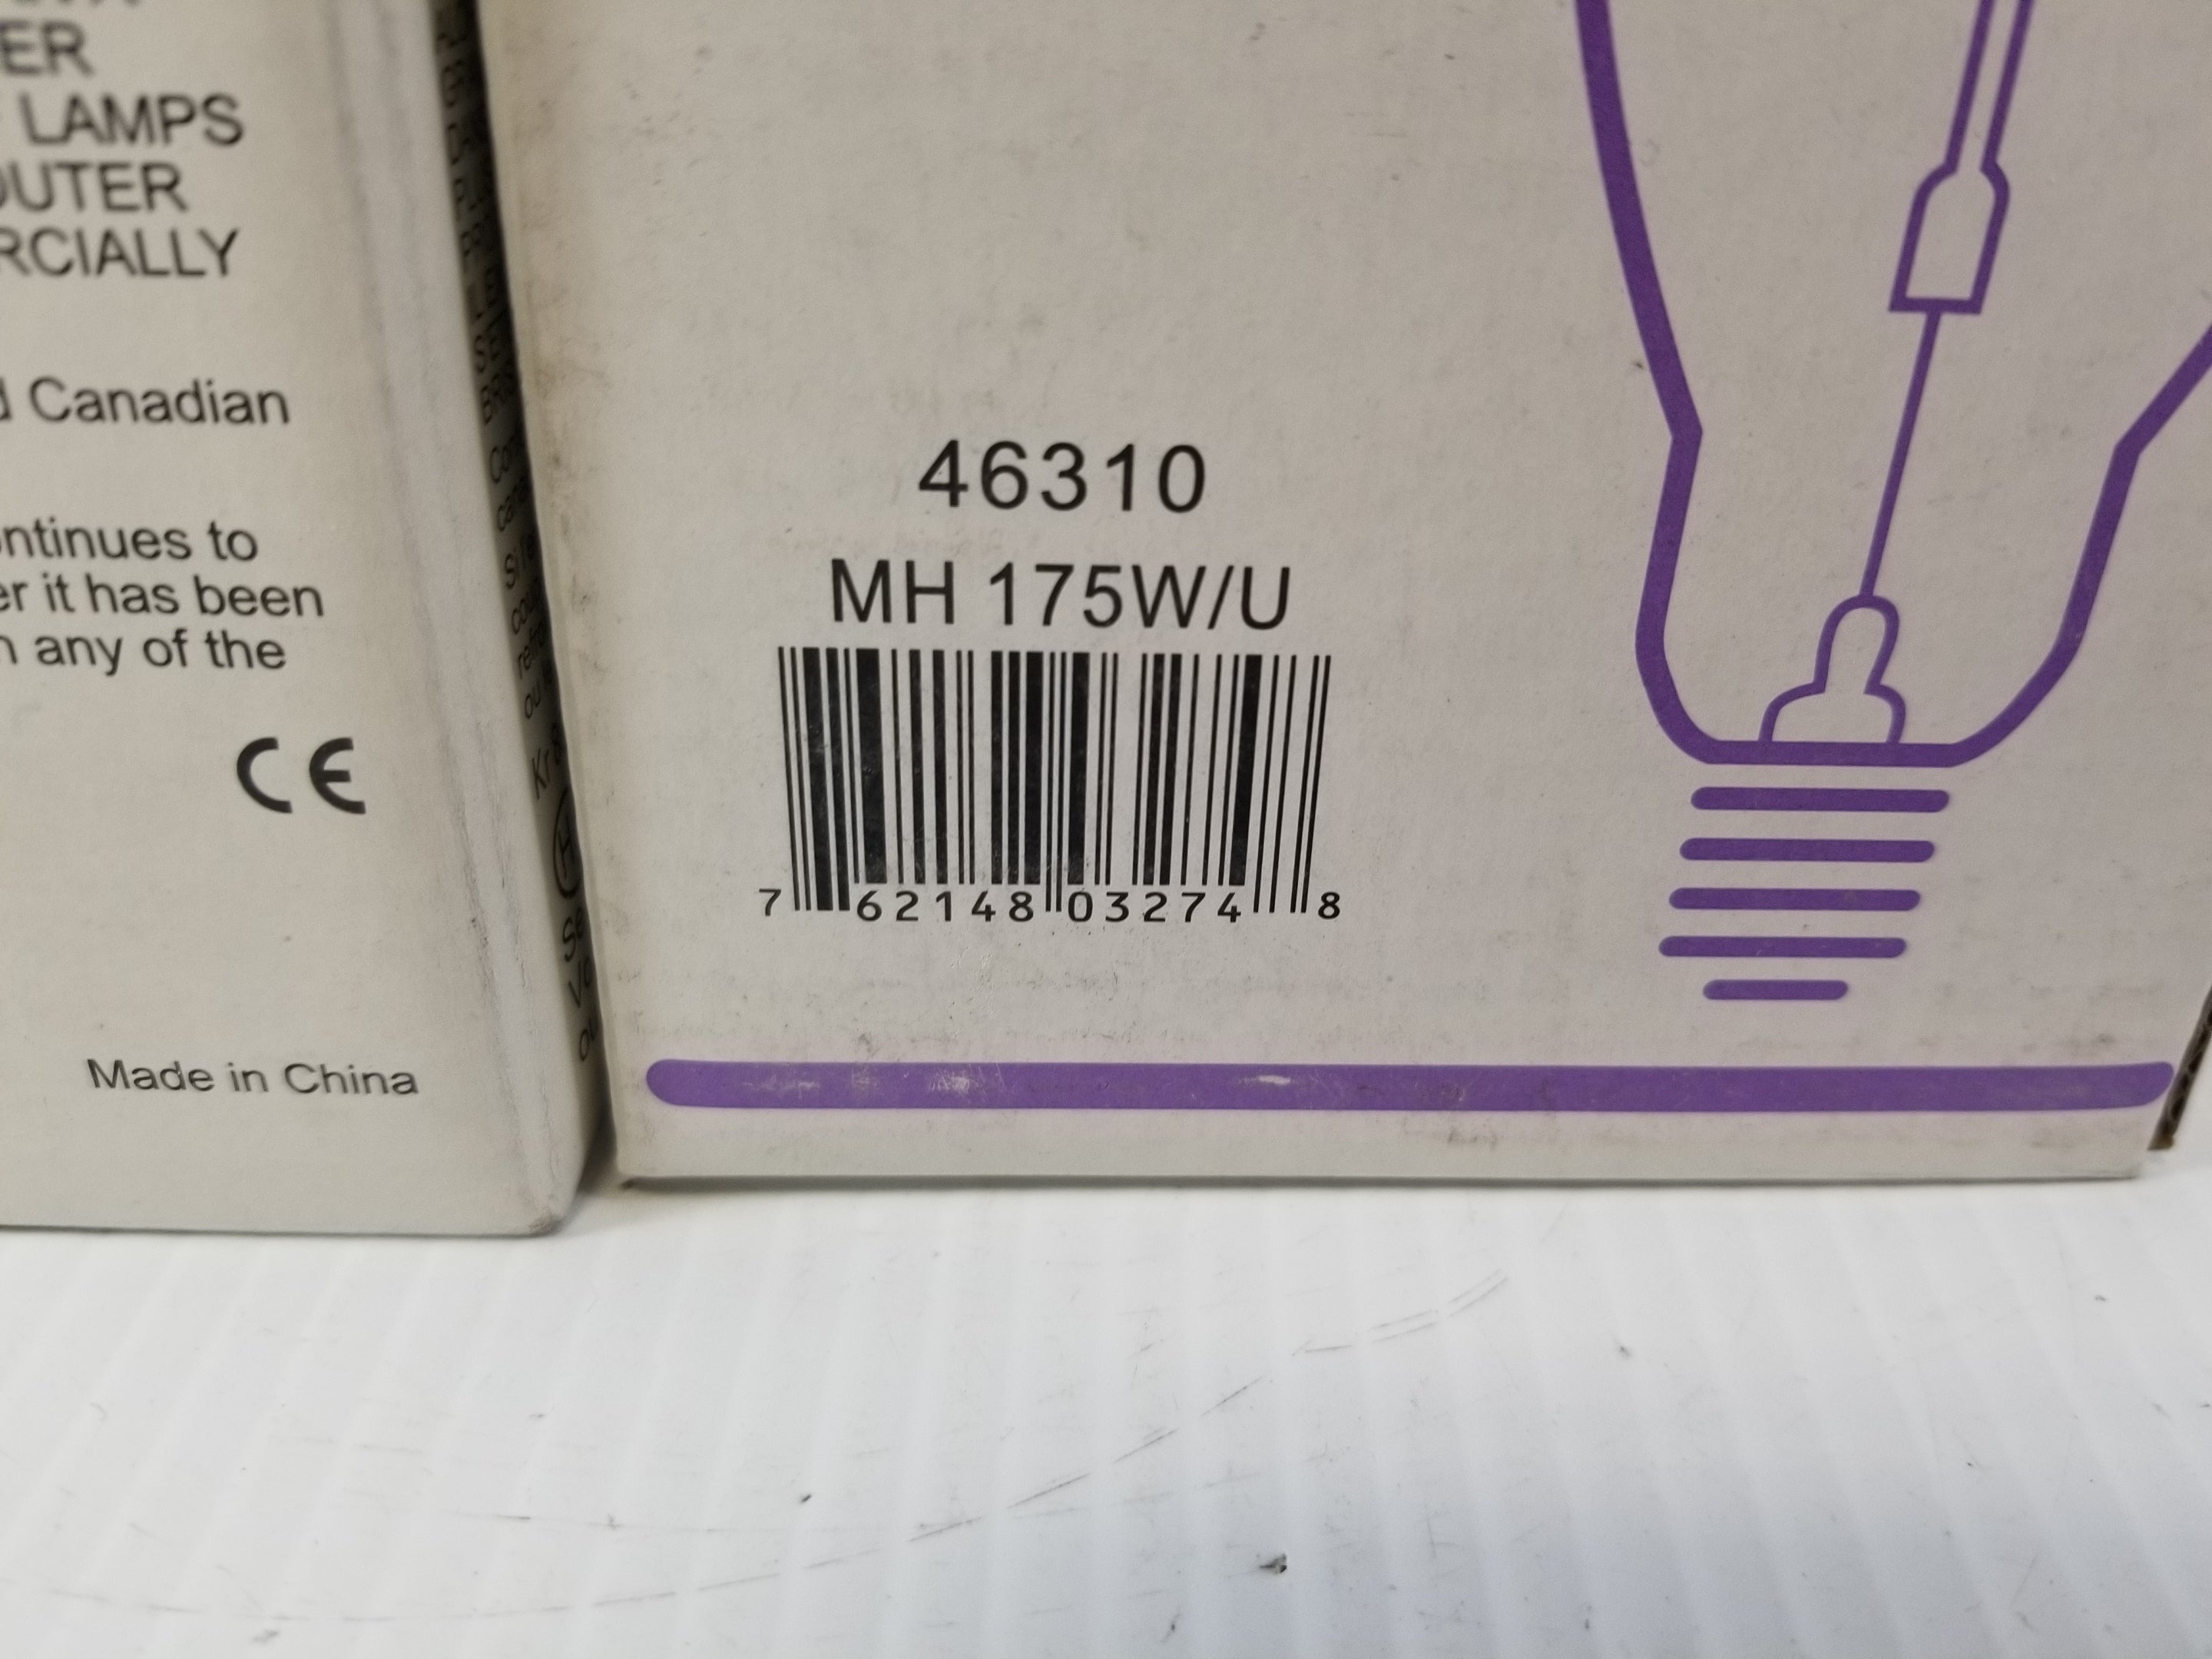 ER
LAMPS
OUTER
RCIALLY
d Canadian
ontinues to
er it has been
n any of the
CE
Made in China
46310
MH 175W/U
7 62148 03274 8